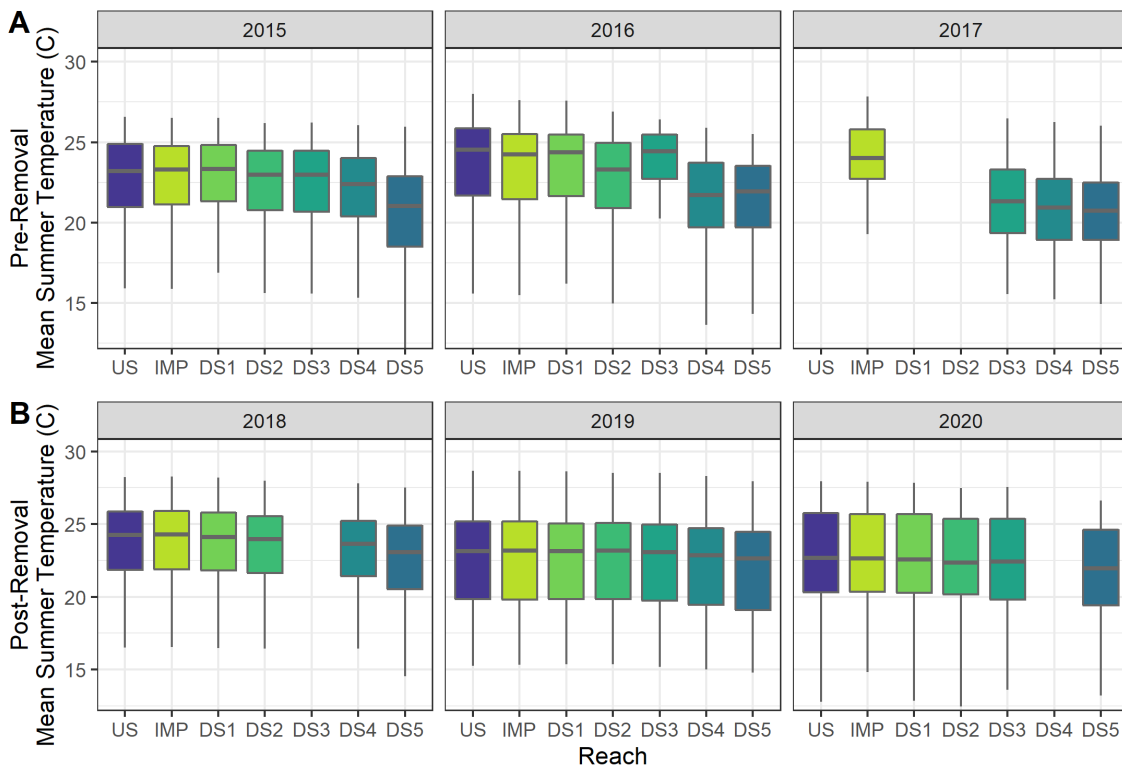 A
2015 2016 2017
Pre-Removal
Mean Summer Temperature (C)
30
25
20
15
US IMP DS1 DS2 DS3 DS4 DS5 US IMP DS1 DS2 DS3 DS4 DS5 US IMP DS1 DS2 DS3 DS4 DS5
B
2018 2019 2020
Post-Removal
Mean Summer Temperature (C)
30
25
20
15
US IMP DS1 DS2 DS3 DS4 DS5 US IMP DS1 DS2 DS3 DS4 DS5 US IMP DS1 DS2 DS3 DS4 DS5
Reach